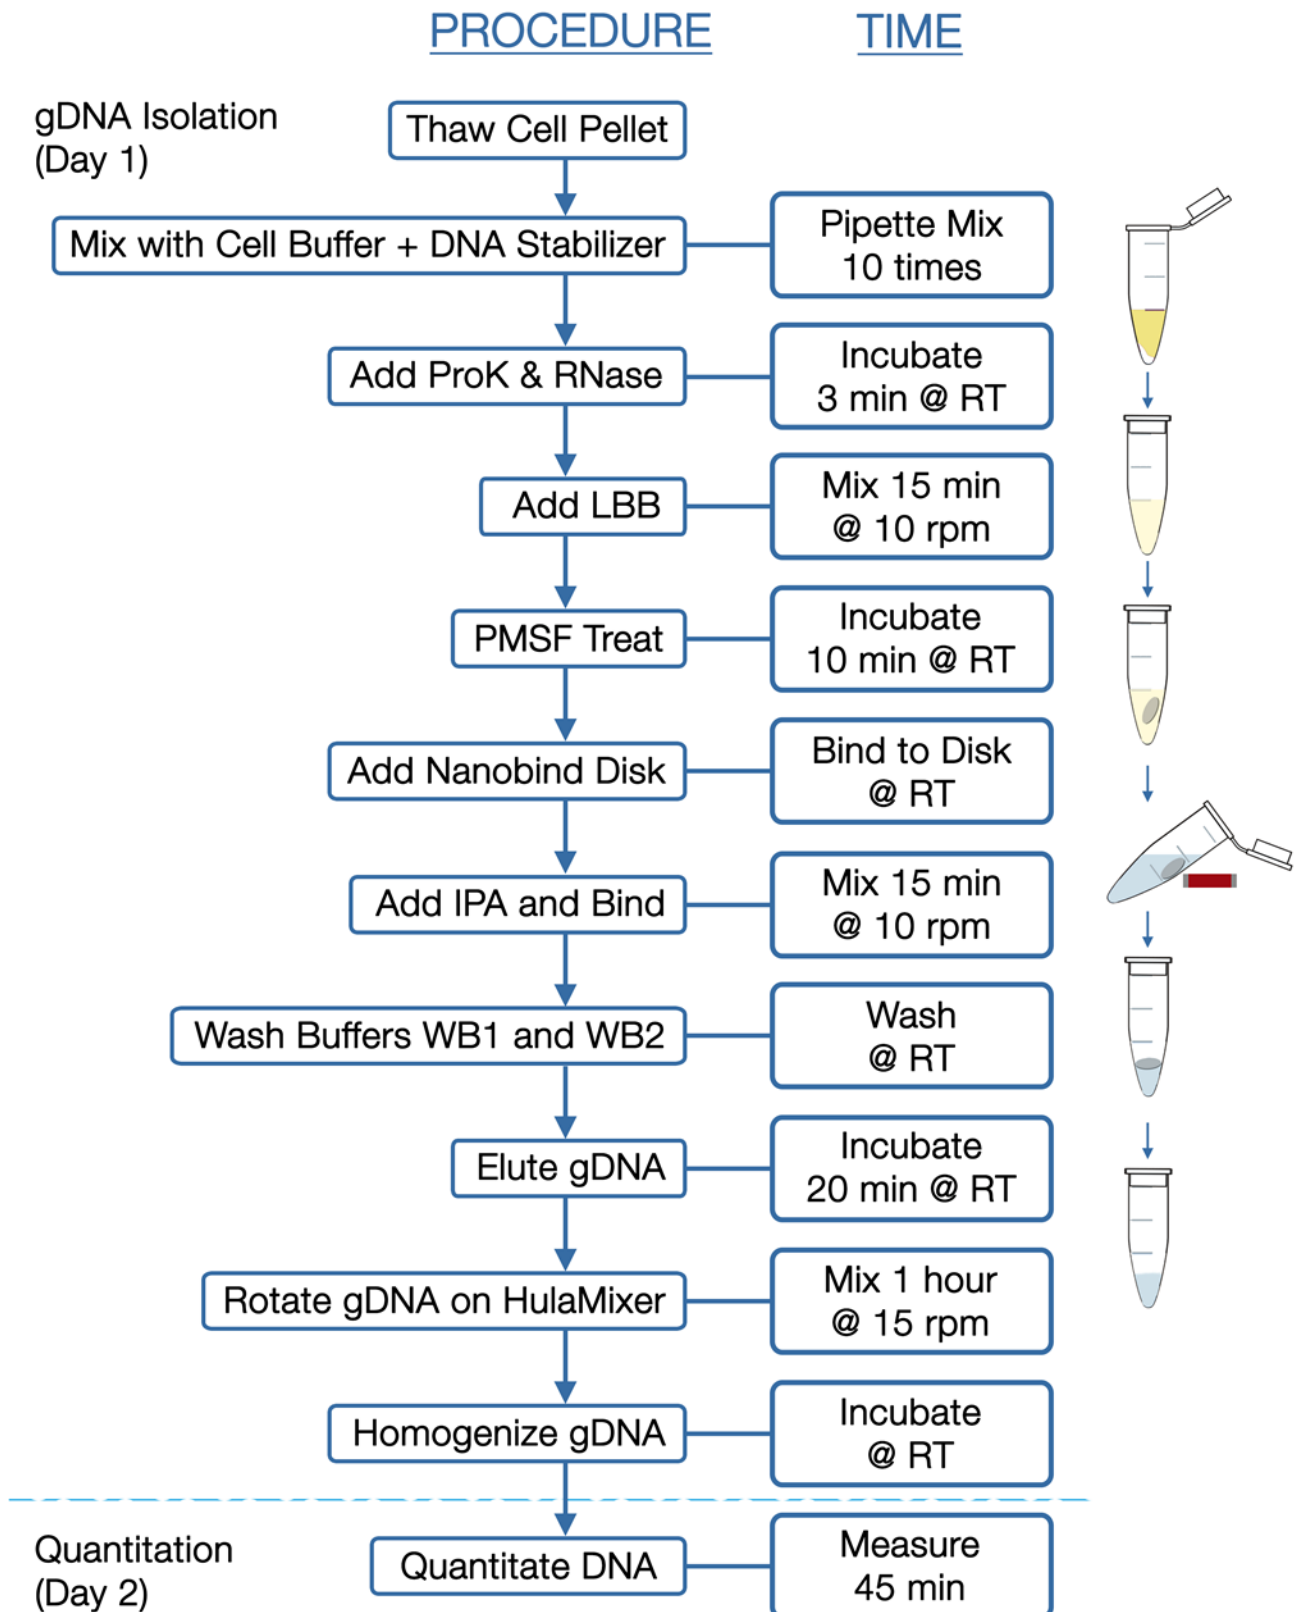 PROCEDURE
TIME
gDNA Isolation
(Day 1)
Thaw Cell Pellet
Mix with Cell Buffer + DNA Stabilizer
Pipette Mix
10 times
Add ProK & RNase
Incubate
3 min @ RT
Add LBB
Mix 15 min
@ 10 rpm
PMSF Treat
Incubate
10 min @ RT
Add Nanobind Disk
Bind to Disk
@ RT
Add IPA and Bind
Mix 15 min
@ 10 rpm
Wash Buffers WB1 and WB2
Wash
@ RT
Elute gDNA
Incubate
20 min @ RT
Rotate gDNA on HulaMixer
Mix 1 hour
@ 15 rpm
Homogenize gDNA
Incubate
@ RT
Quantitation
(Day 2)
Quantitate DNA
Measure
45 min